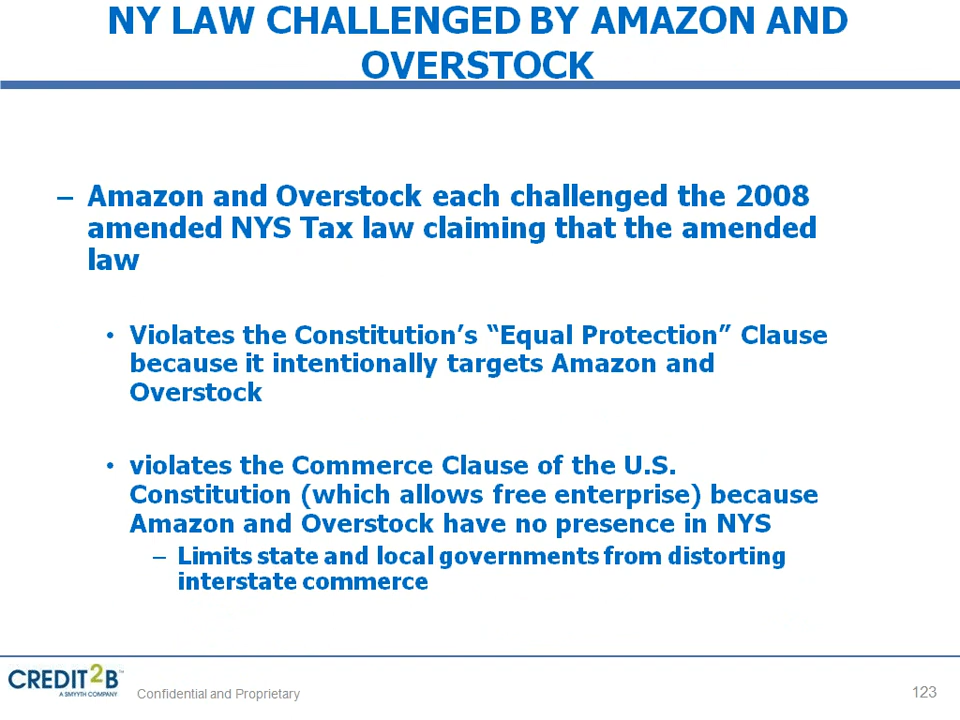 NY LAW CHALLENGED BY AMAZON AND
OVERSTOCK
– Amazon and Overstock each challenged the 2008
amended NYS Tax law claiming that the amended
law
• Violates the Constitution’s “Equal Protection” Clause
because it intentionally targets Amazon and
Overstock
• violates the Commerce Clause of the U.S.
Constitution (which allows free enterprise) because
Amazon and Overstock have no presence in NYS
– Limits state and local governments from distorting
interstate commerce
CREDIT2B™
A SMYYTH COMPANY
Confidential and Proprietary
123